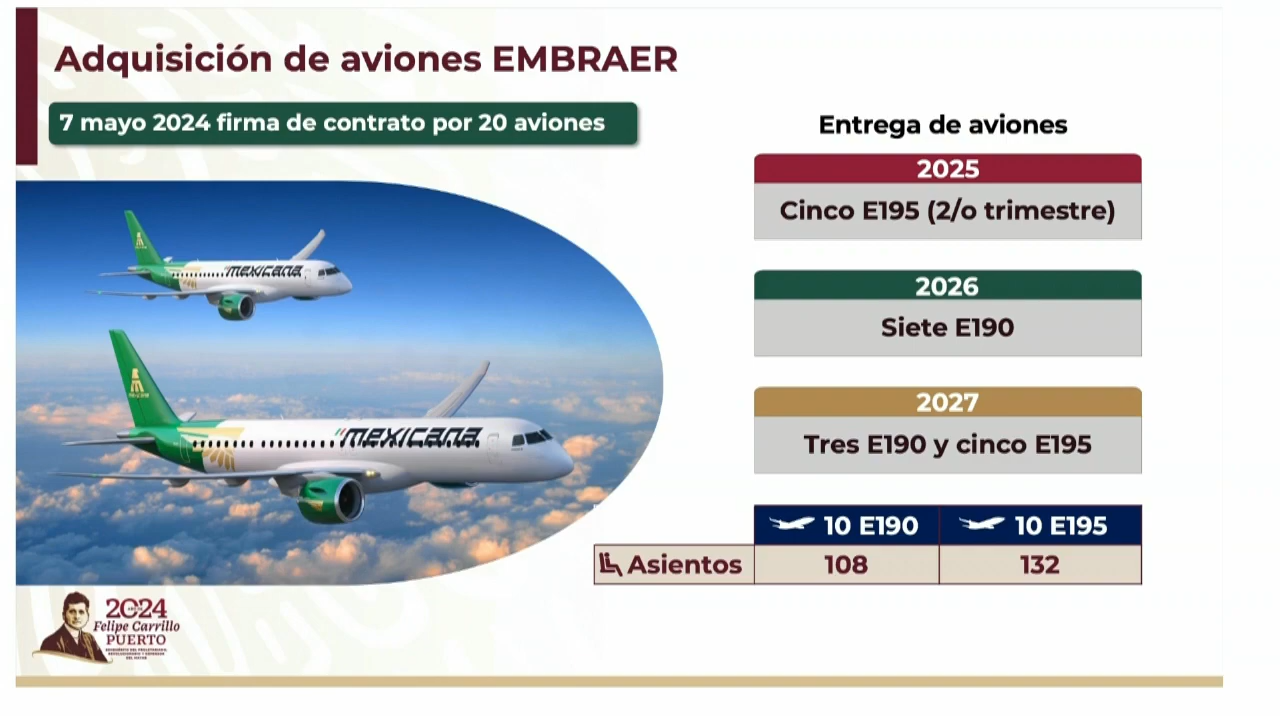 Adquisición de aviones EMBRAER
7 mayo 2024 firma de contrato por 20 aviones
mexicana
mexicana
Entrega de aviones
2025
Cinco E195 (2/o trimestre)
2026
Siete E190
2027
Tres E190 y cinco E195
10 E190 10 E195
Asientos 108 132
2024
Felipe Carrillo
PUERTO